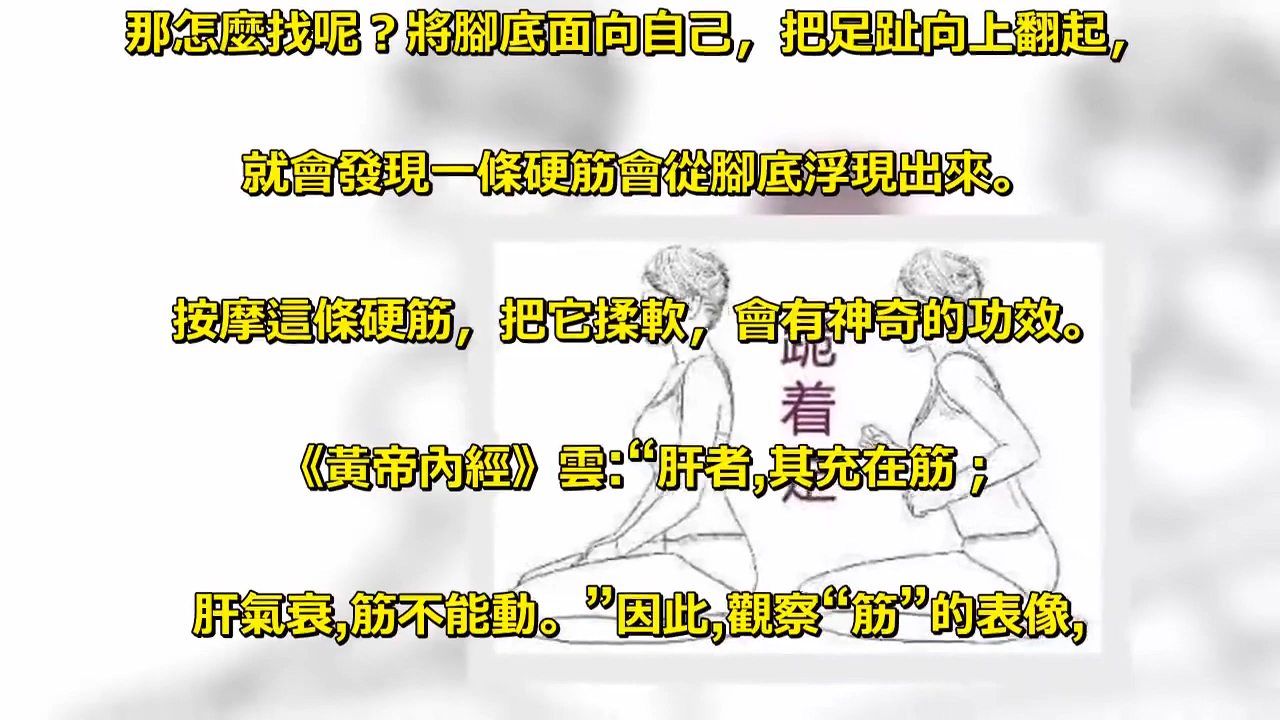 那怎麼找呢？將腳底面向自己，把足趾向上翻起，
就會發現一條硬筋會從腳底浮現出來。
按摩這條硬筋，把它揉軟，會有神奇的功效。
《黃帝內經》雲:“肝者,其充在筋；
肝氣衰,筋不能動。”因此,觀察“筋”的表像,
跪
着
走